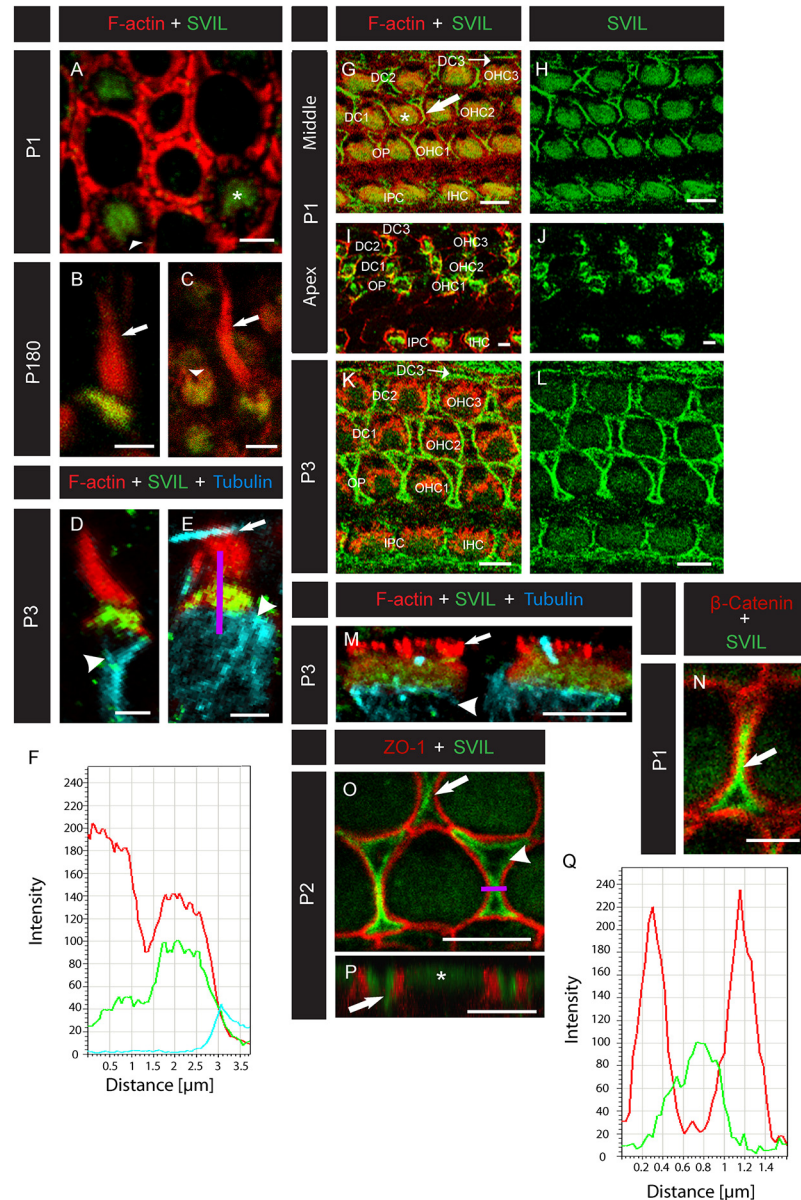 F-actin + SVIL
P1
A
*
P180
B
C
F-actin + SVIL + Tubulin
P3
D
E
F
Intensity
200
220
200
180
160
140
120
100
80
60
40
20
0
0.5 1 1.5 2 2.5 3 3.5
Distance [µm]
F-actin + SVIL
SVIL
Middle
P1
Apex
G
DC3
DC2
OHC3
DC1
*
OHC2
OP
OHC1
IPC
IHC
H
I
DC3
DC2
OHC3
DC1
OHC2
OP
OHC1
IPC
IHC
J
P3
K
DC3
DC2
OHC3
DC1
OHC2
OP
OHC1
IPC
IHC
L
F-actin + SVIL + Tubulin
P3
M
β-Catenin
+
SVIL
P1
N
ZO-1 + SVIL
P2
O
P
*
Q
Intensity
240
220
200
180
160
140
120
100
80
60
40
20
0
0.2 0.4 0.6 0.8 1 1.2 1.4
Distance [µm]